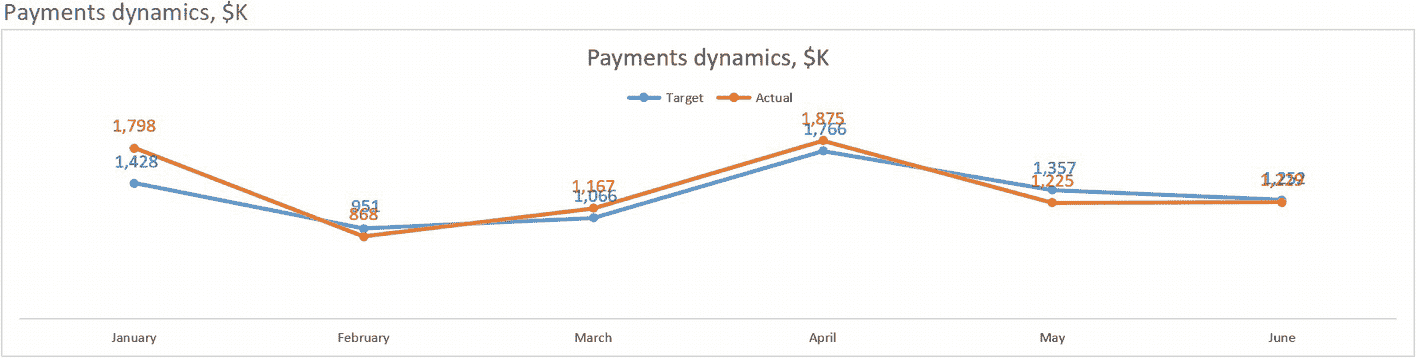 Payments dynamics, $K
Payments dynamics, $K
Target Actual
1,798
1,428
951
868
1,167
1,066
1,875
1,766
1,357
1,225
January February March April May June